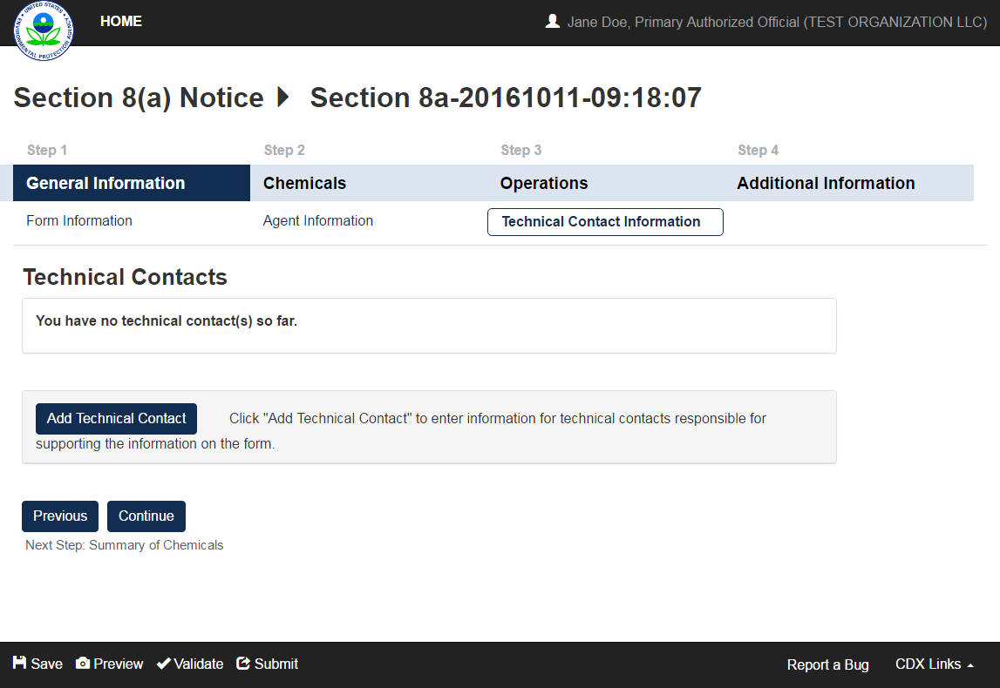 UNITED STATES
ENVIRONMENTAL PROTECTION AGENCY
HOME
Jane Doe, Primary Authorized Official (TEST ORGANIZATION LLC)
Section 8(a) Notice Section 8a-20161011-09:18:07
Step 1 Step 2 Step 3 Step 4
General Information Chemicals Operations Additional Information
Form Information Agent Information Technical Contact Information
Technical Contacts
You have no technical contact(s) so far.
Add Technical Contact Click "Add Technical Contact" to enter information for technical contacts responsible for
supporting the information on the form.
Previous Continue
Next Step: Summary of Chemicals
Save Preview Validate Submit Report a Bug CDX Links